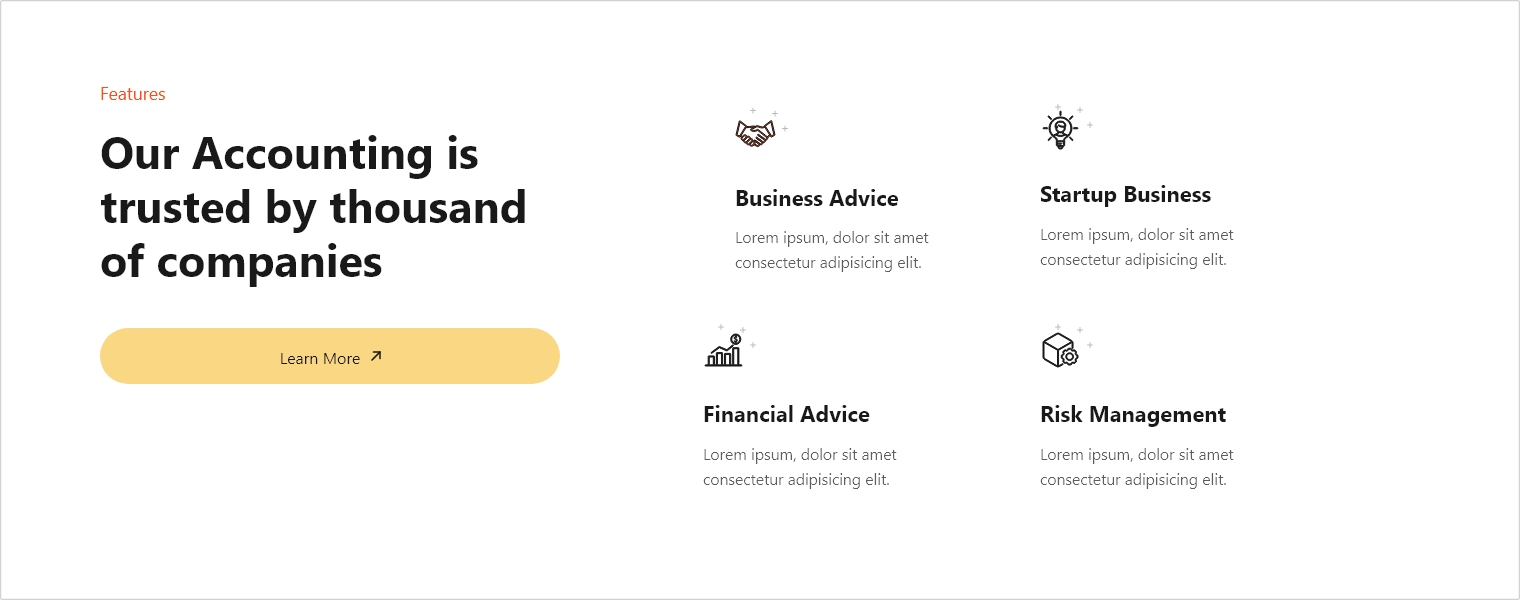 Features
Our Accounting is
trusted by thousand
of companies
Learn More
Business Advice
Lorem ipsum, dolor sit amet
consectetur adipisicing elit.
Startup Business
Lorem ipsum, dolor sit amet
consectetur adipisicing elit.
Financial Advice
Lorem ipsum, dolor sit amet
consectetur adipisicing elit.
Risk Management
Lorem ipsum, dolor sit amet
consectetur adipisicing elit.